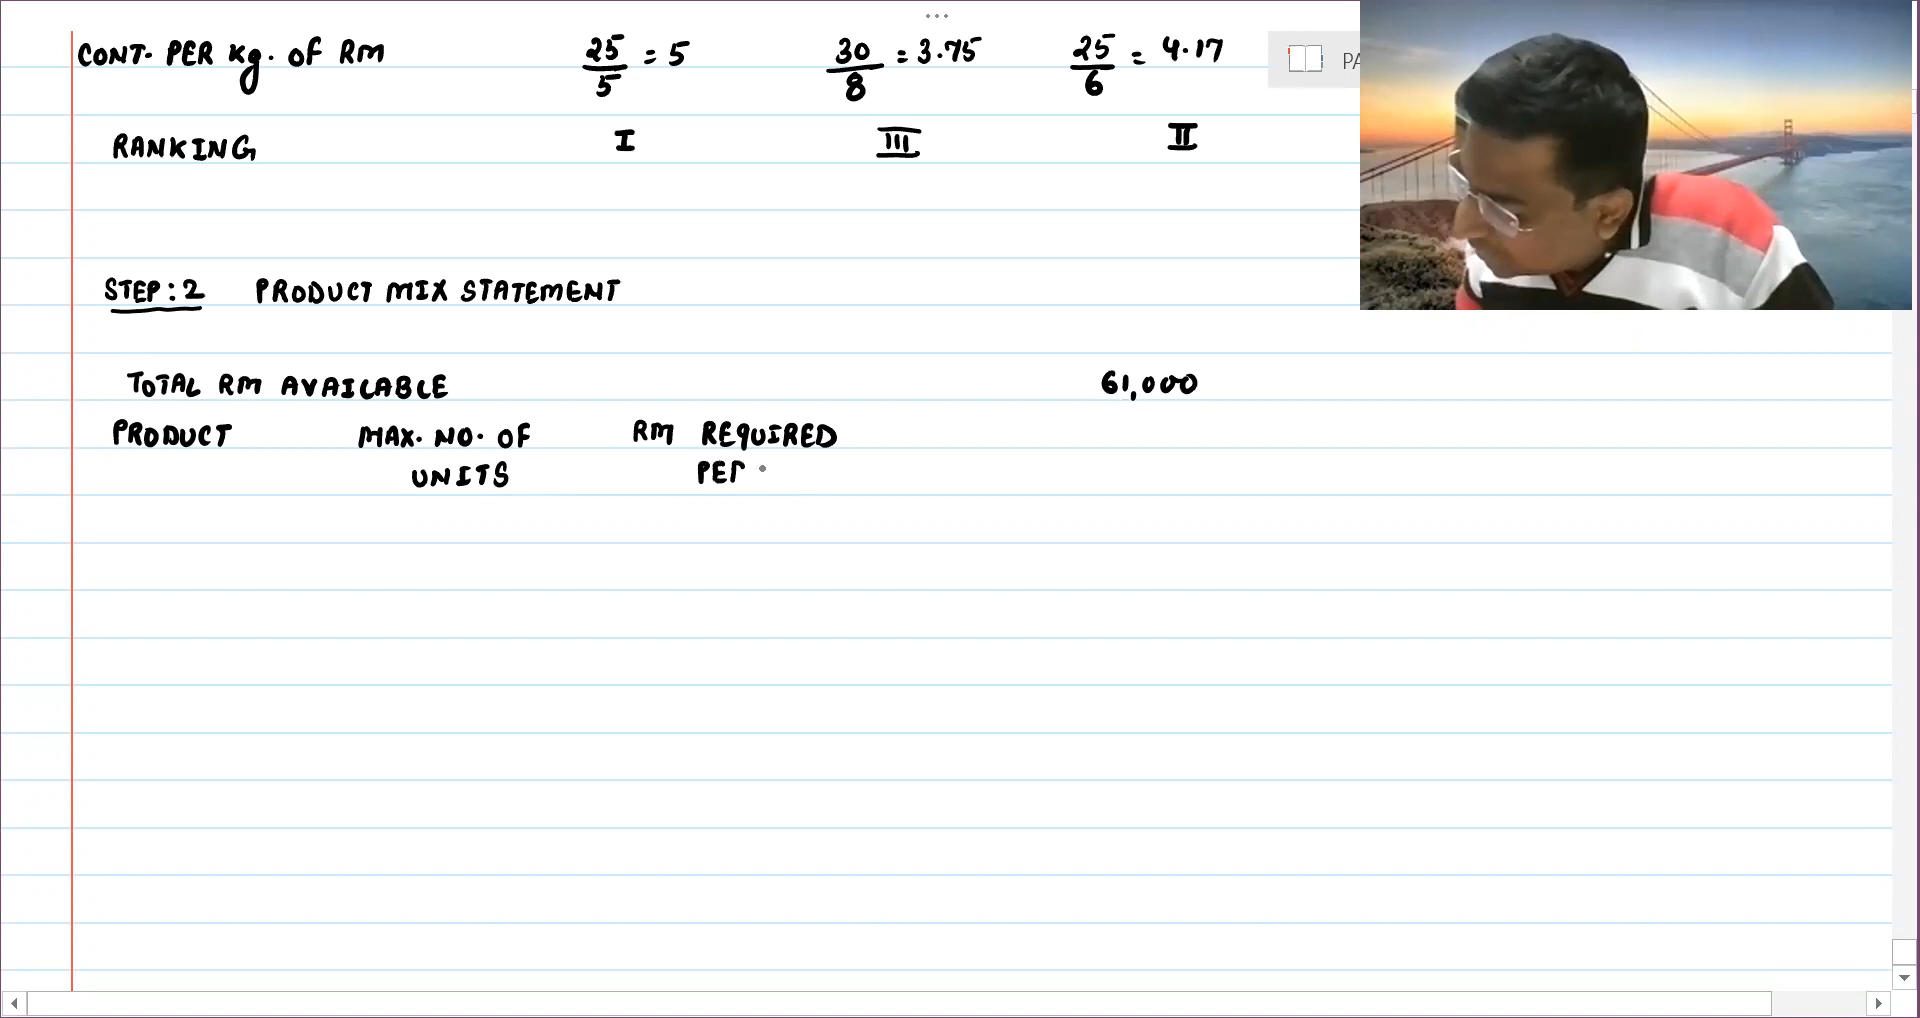 CONT. PER kg. of RM 25/5 = 5 30/8 = 3.75 25/6 = 4.17 PA
RANKING I III II
STEP: 2 PRODUCT MIX STATEMENT
TOTAL RM AVAILABLE 61,000
PRODUCT MAX. NO. OF RM REQUIRED
UNITS PER